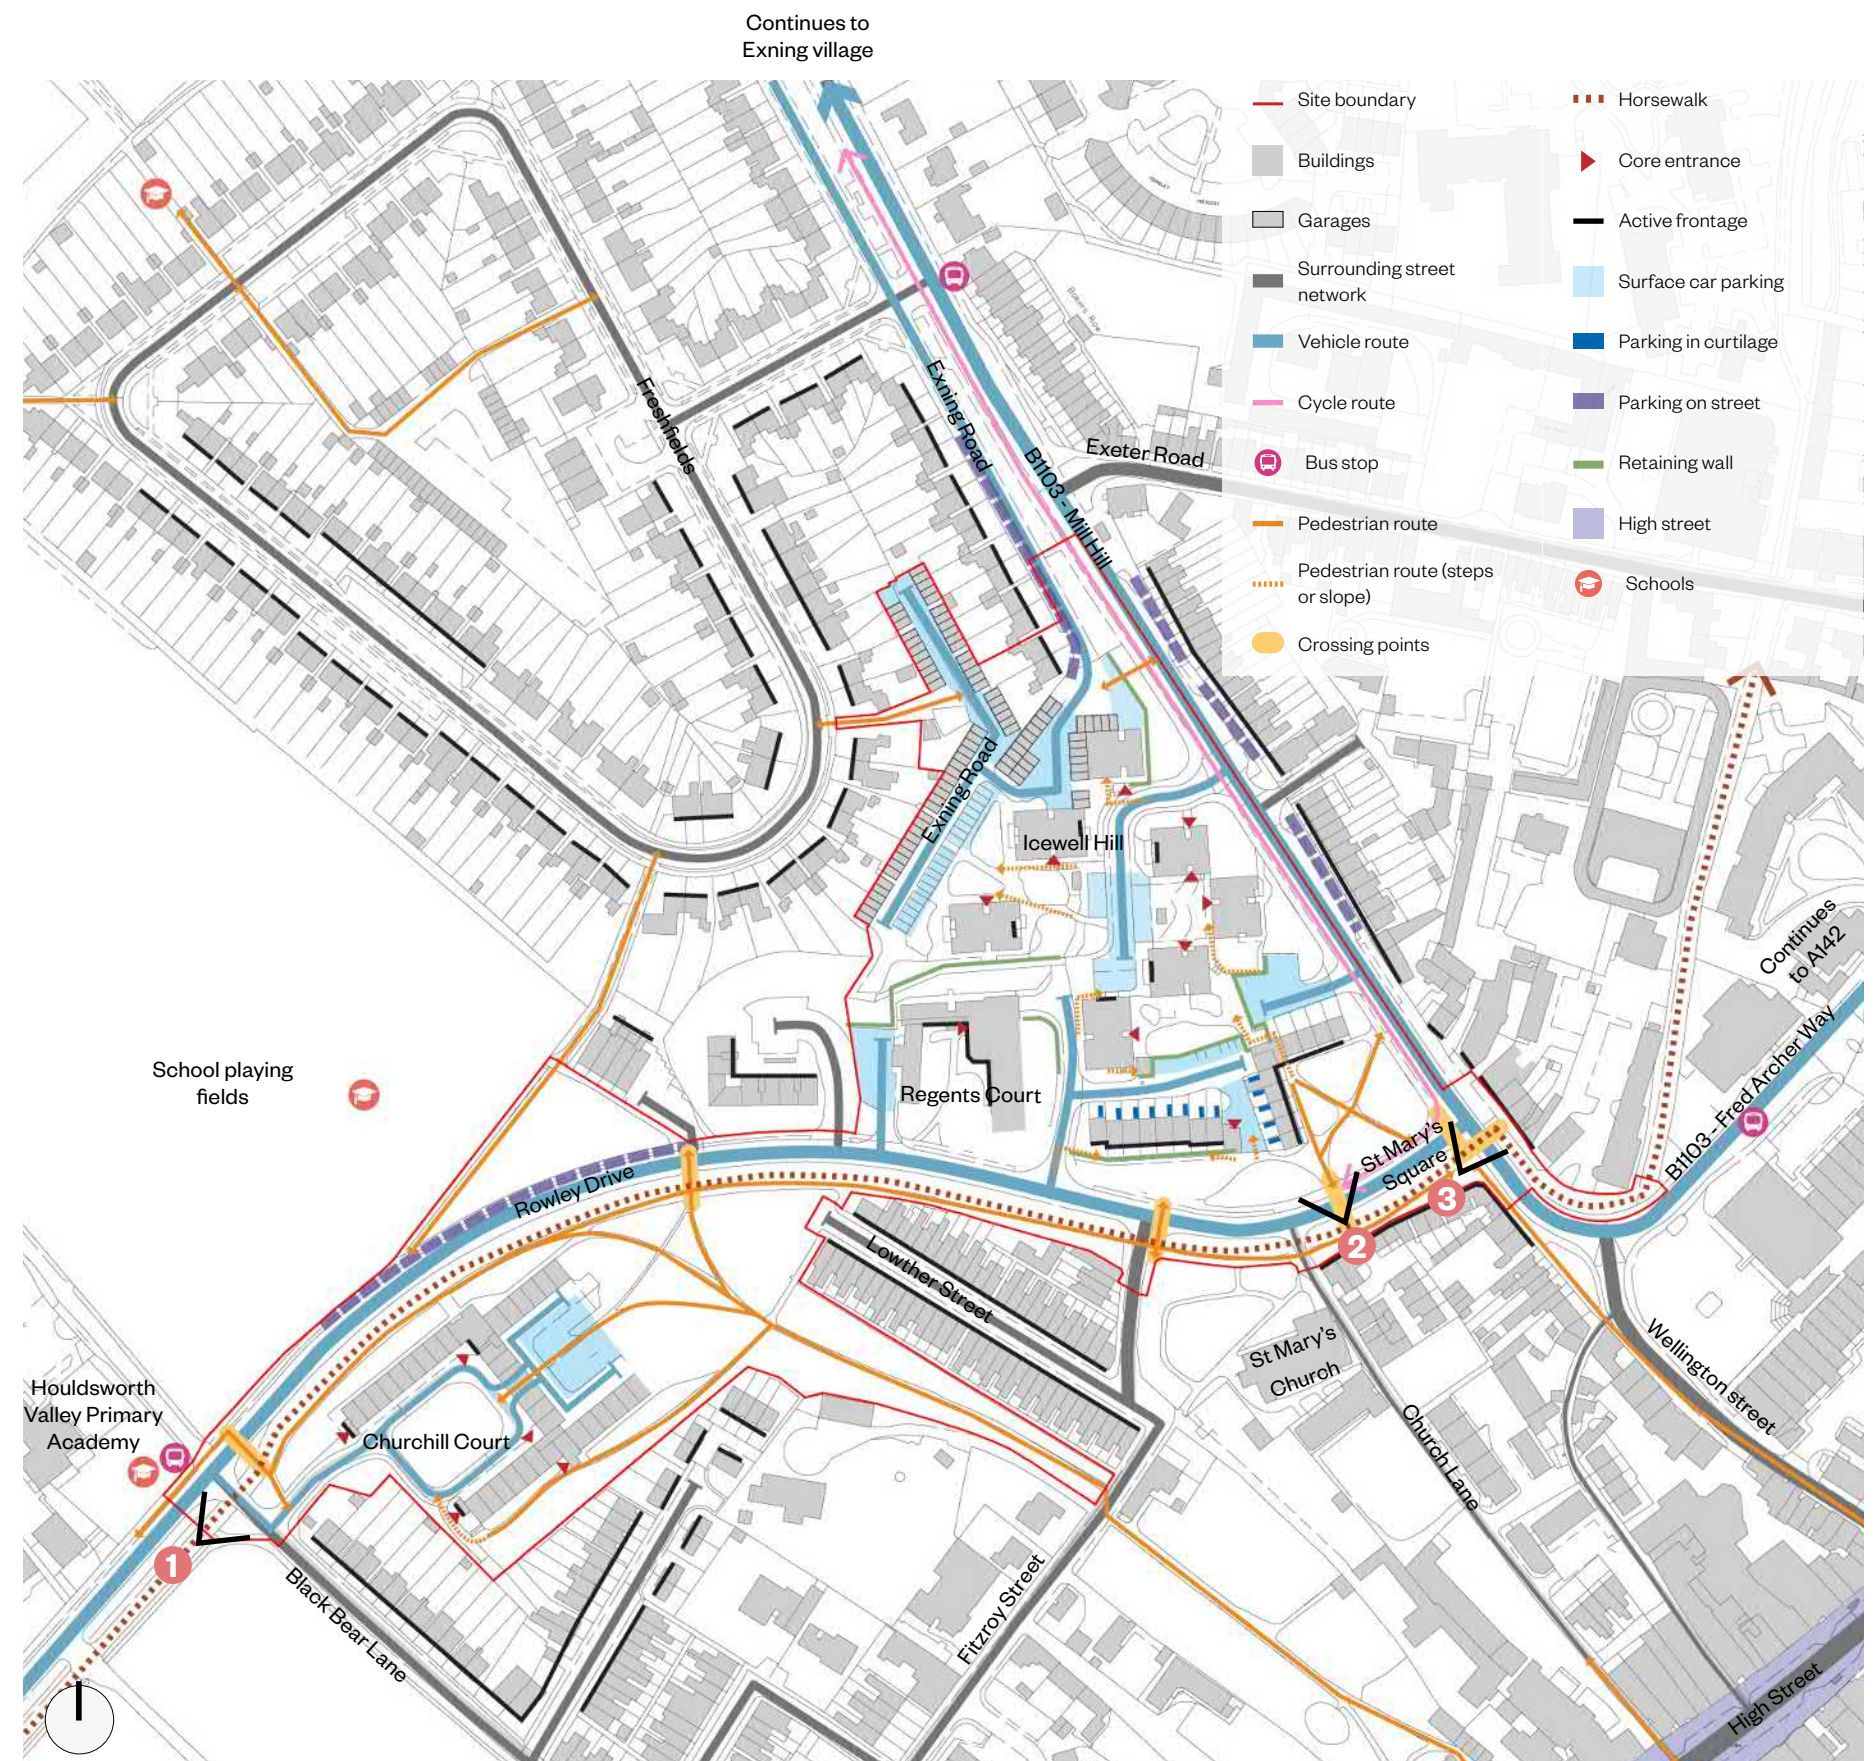 Continues to
Exning village
Site boundary
Buildings
Garages
Surrounding street
network
Vehicle route
Cycle route
Bus stop
Pedestrian route
Pedestrian route (steps
or slope)
Crossing points
Horsewalk
Core entrance
Active frontage
Surface car parking
Parking in curtilage
Parking on street
Retaining wall
High street
Schools
Freshfields
Exning Road
B1103 - Mill Hill
Exeter Road
Bakers Row
Exning Road
Icewell Hill
Continues
to A142
B1103 - Fred Archer Way
School playing
fields
Regents Court
St Mary's
Square
Rowley Drive
3
2
Lowther Street
St Mary's
Church
Wellington street
Church Lane
Houldsworth
Valley Primary
Academy
Churchill Court
1
Black Bear Lane
Fitzroy Street
High Street